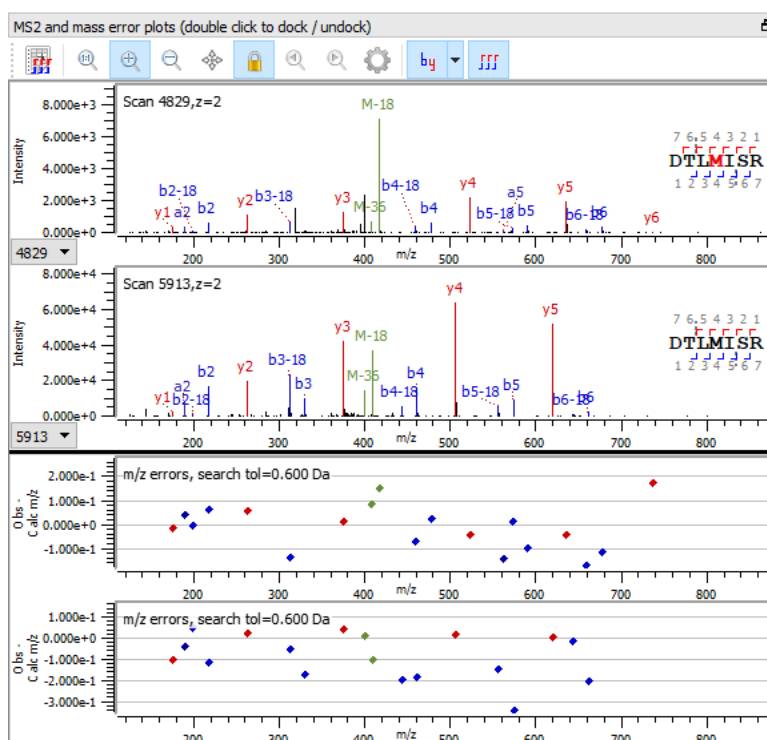 MS2 and mass error plots (double click to dock / undock)
by
Scan 4829,z=2
Intensity
8.000e+3
6.000e+3
4.000e+3
2.000e+3
0.000e+0
y1
b2-18
a2
b2
y2
b3-18
y3
M-36
M-18
b4-18
b4
y4
b5-18
a5
b5
y5
b6-18
b6
y6
7 6 5 4 3 2 1
DTLMISR
1 2 3 4 5 6 7
200 300 400 500 600 700 800
m/z
4829
Scan 5913,z=2
Intensity
8.000e+4
6.000e+4
4.000e+4
2.000e+4
0.000e+0
y1
a2
b2-18
b2
y2
b3-18
b3
y3
M-36
M-18
b4-18
b4
y4
b5-18
b5
y5
b6-18
b6
7 6 5 4 3 2 1
DTLMISR
1 2 3 4 5 6 7
200 300 400 500 600 700 800
m/z
5913
m/z errors, search tol=0.600 Da
Obs -
Calc m/z
2.000e-1
1.000e-1
0.000e+0
-1.000e-1
200 300 400 500 600 700 800
m/z
m/z errors, search tol=0.600 Da
Obs -
Calc m/z
1.000e-1
0.000e+0
-1.000e-1
-2.000e-1
-3.000e-1
200 300 400 500 600 700 800
m/z